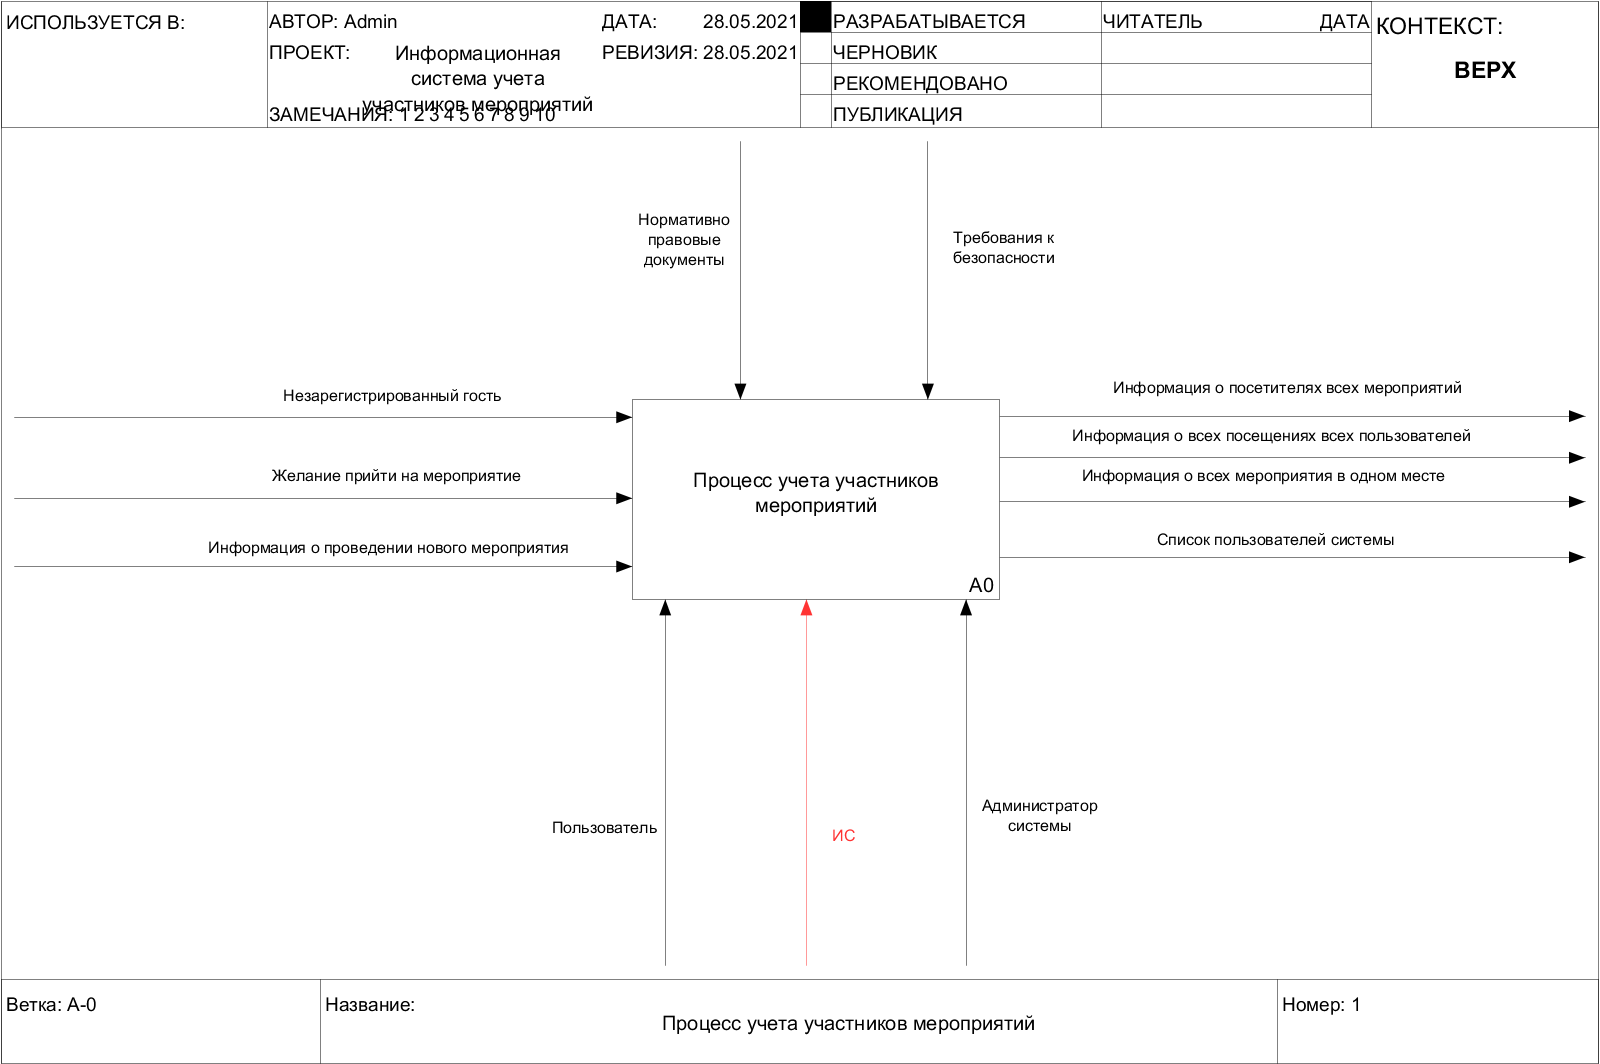 ИСПОЛЬЗУЕТСЯ В:
АВТОР: Admin
ДАТА: 28.05.2021
ПРОЕКТ: Информационная
система учета
участников мероприятий
РЕВИЗИЯ: 28.05.2021
ЗАМЕЧАНИЯ: 1 2 3 4 5 6 7 8 9 10
РАЗРАБАТЫВАЕТСЯ
ЧЕРНОВИК
РЕКОМЕНДОВАНО
ПУБЛИКАЦИЯ
ЧИТАТЕЛЬ ДАТА
КОНТЕКСТ:
ВЕРХ
Нормативно
правовые
документы
Требования к
безопасности
Незарегистрированный гость
Желание прийти на мероприятие
Информация о проведении нового мероприятия
Процесс учета участников
мероприятий
A0
Информация о посетителях всех мероприятий
Информация о всех посещениях всех пользователей
Информация о всех мероприятия в одном месте
Список пользователей системы
Пользователь
ИС
Администратор
системы
Ветка: A-0
Название:
Процесс учета участников мероприятий
Номер: 1